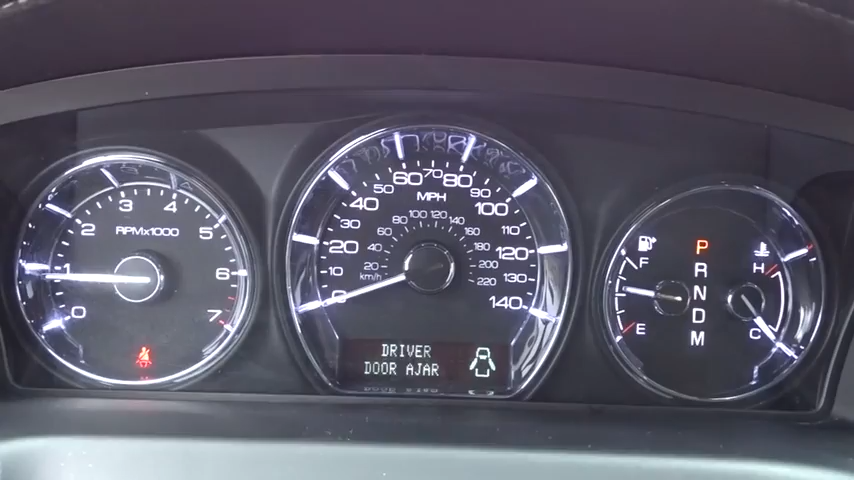 0 1 2 3 4 5 6 7
RPMX1000
0 10 20 30 40 50 60 70 80 90 100 110 120 130 140
MPH
20 40 60 80 100 120 140 160 180 200 220
km/h
DRIVER
DOOR AJAR
F
E
P
R
N
D
M
H
C